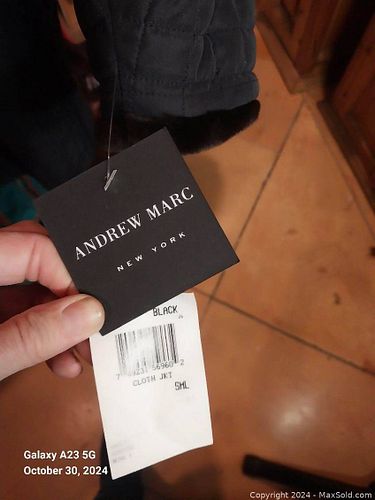 ANDREW MARC
NEW YORK
BLACK
CLOTH JKT
SML
Galaxy A23 5G
October 30, 2024
Copyright 2024 - MaxSold.com